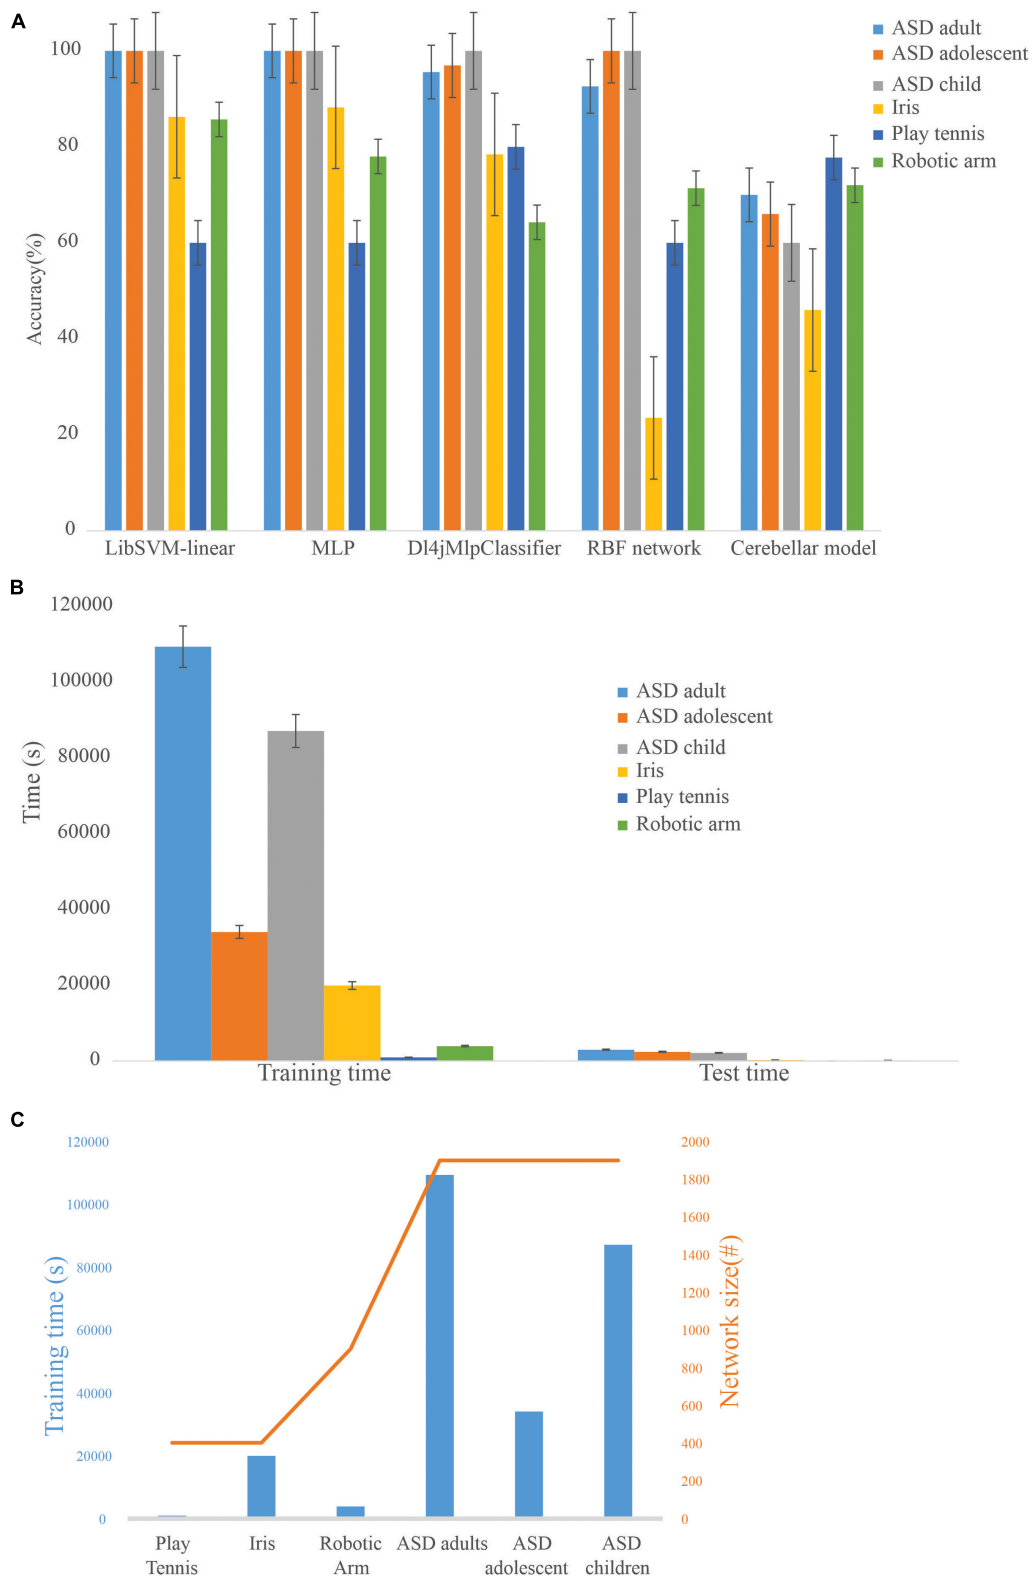 A
100
80
60
40
20
0
Accuracy(%)
LibSVM-linear
MLP
Dl4jMlpClassifier
RBF network
Cerebellar model
ASD adult
ASD adolescent
ASD child
Iris
Play tennis
Robotic arm
B
120000
100000
80000
60000
40000
20000
0
Time (s)
Training time
Test time
ASD adult
ASD adolescent
ASD child
Iris
Play tennis
Robotic arm
C
120000
100000
80000
60000
40000
20000
0
Training time (s)
2000
1800
1600
1400
1200
1000
800
600
400
200
0
Network size(#)
Play
Tennis
Iris
Robotic
Arm
ASD adults
ASD
adolescent
ASD
children